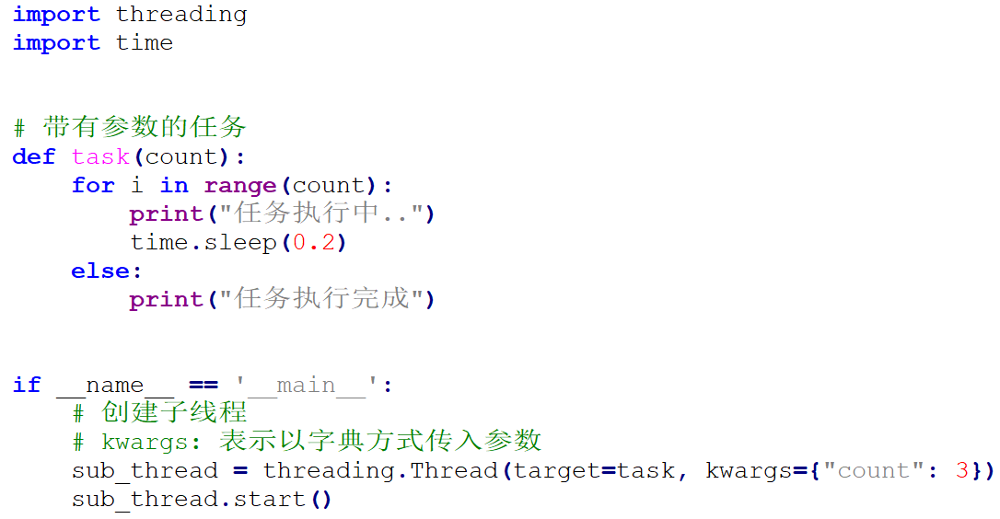 import threading
import time
# 带有参数的任务
def task(count):
    for i in range(count):
        print("任务执行中..")
        time.sleep(0.2)
    else:
        print("任务执行完成")
if __name__ == '__main__':
    # 创建子线程
    # kwargs: 表示以字典方式传入参数
    sub_thread = threading.Thread(target=task, kwargs={"count": 3})
    sub_thread.start()